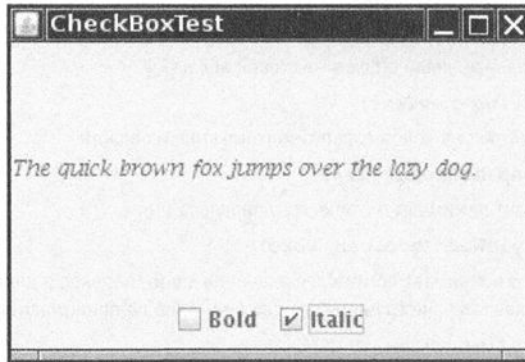 CheckBoxTest
The quick brown fox jumps over the lazy dog.
Bold Italic